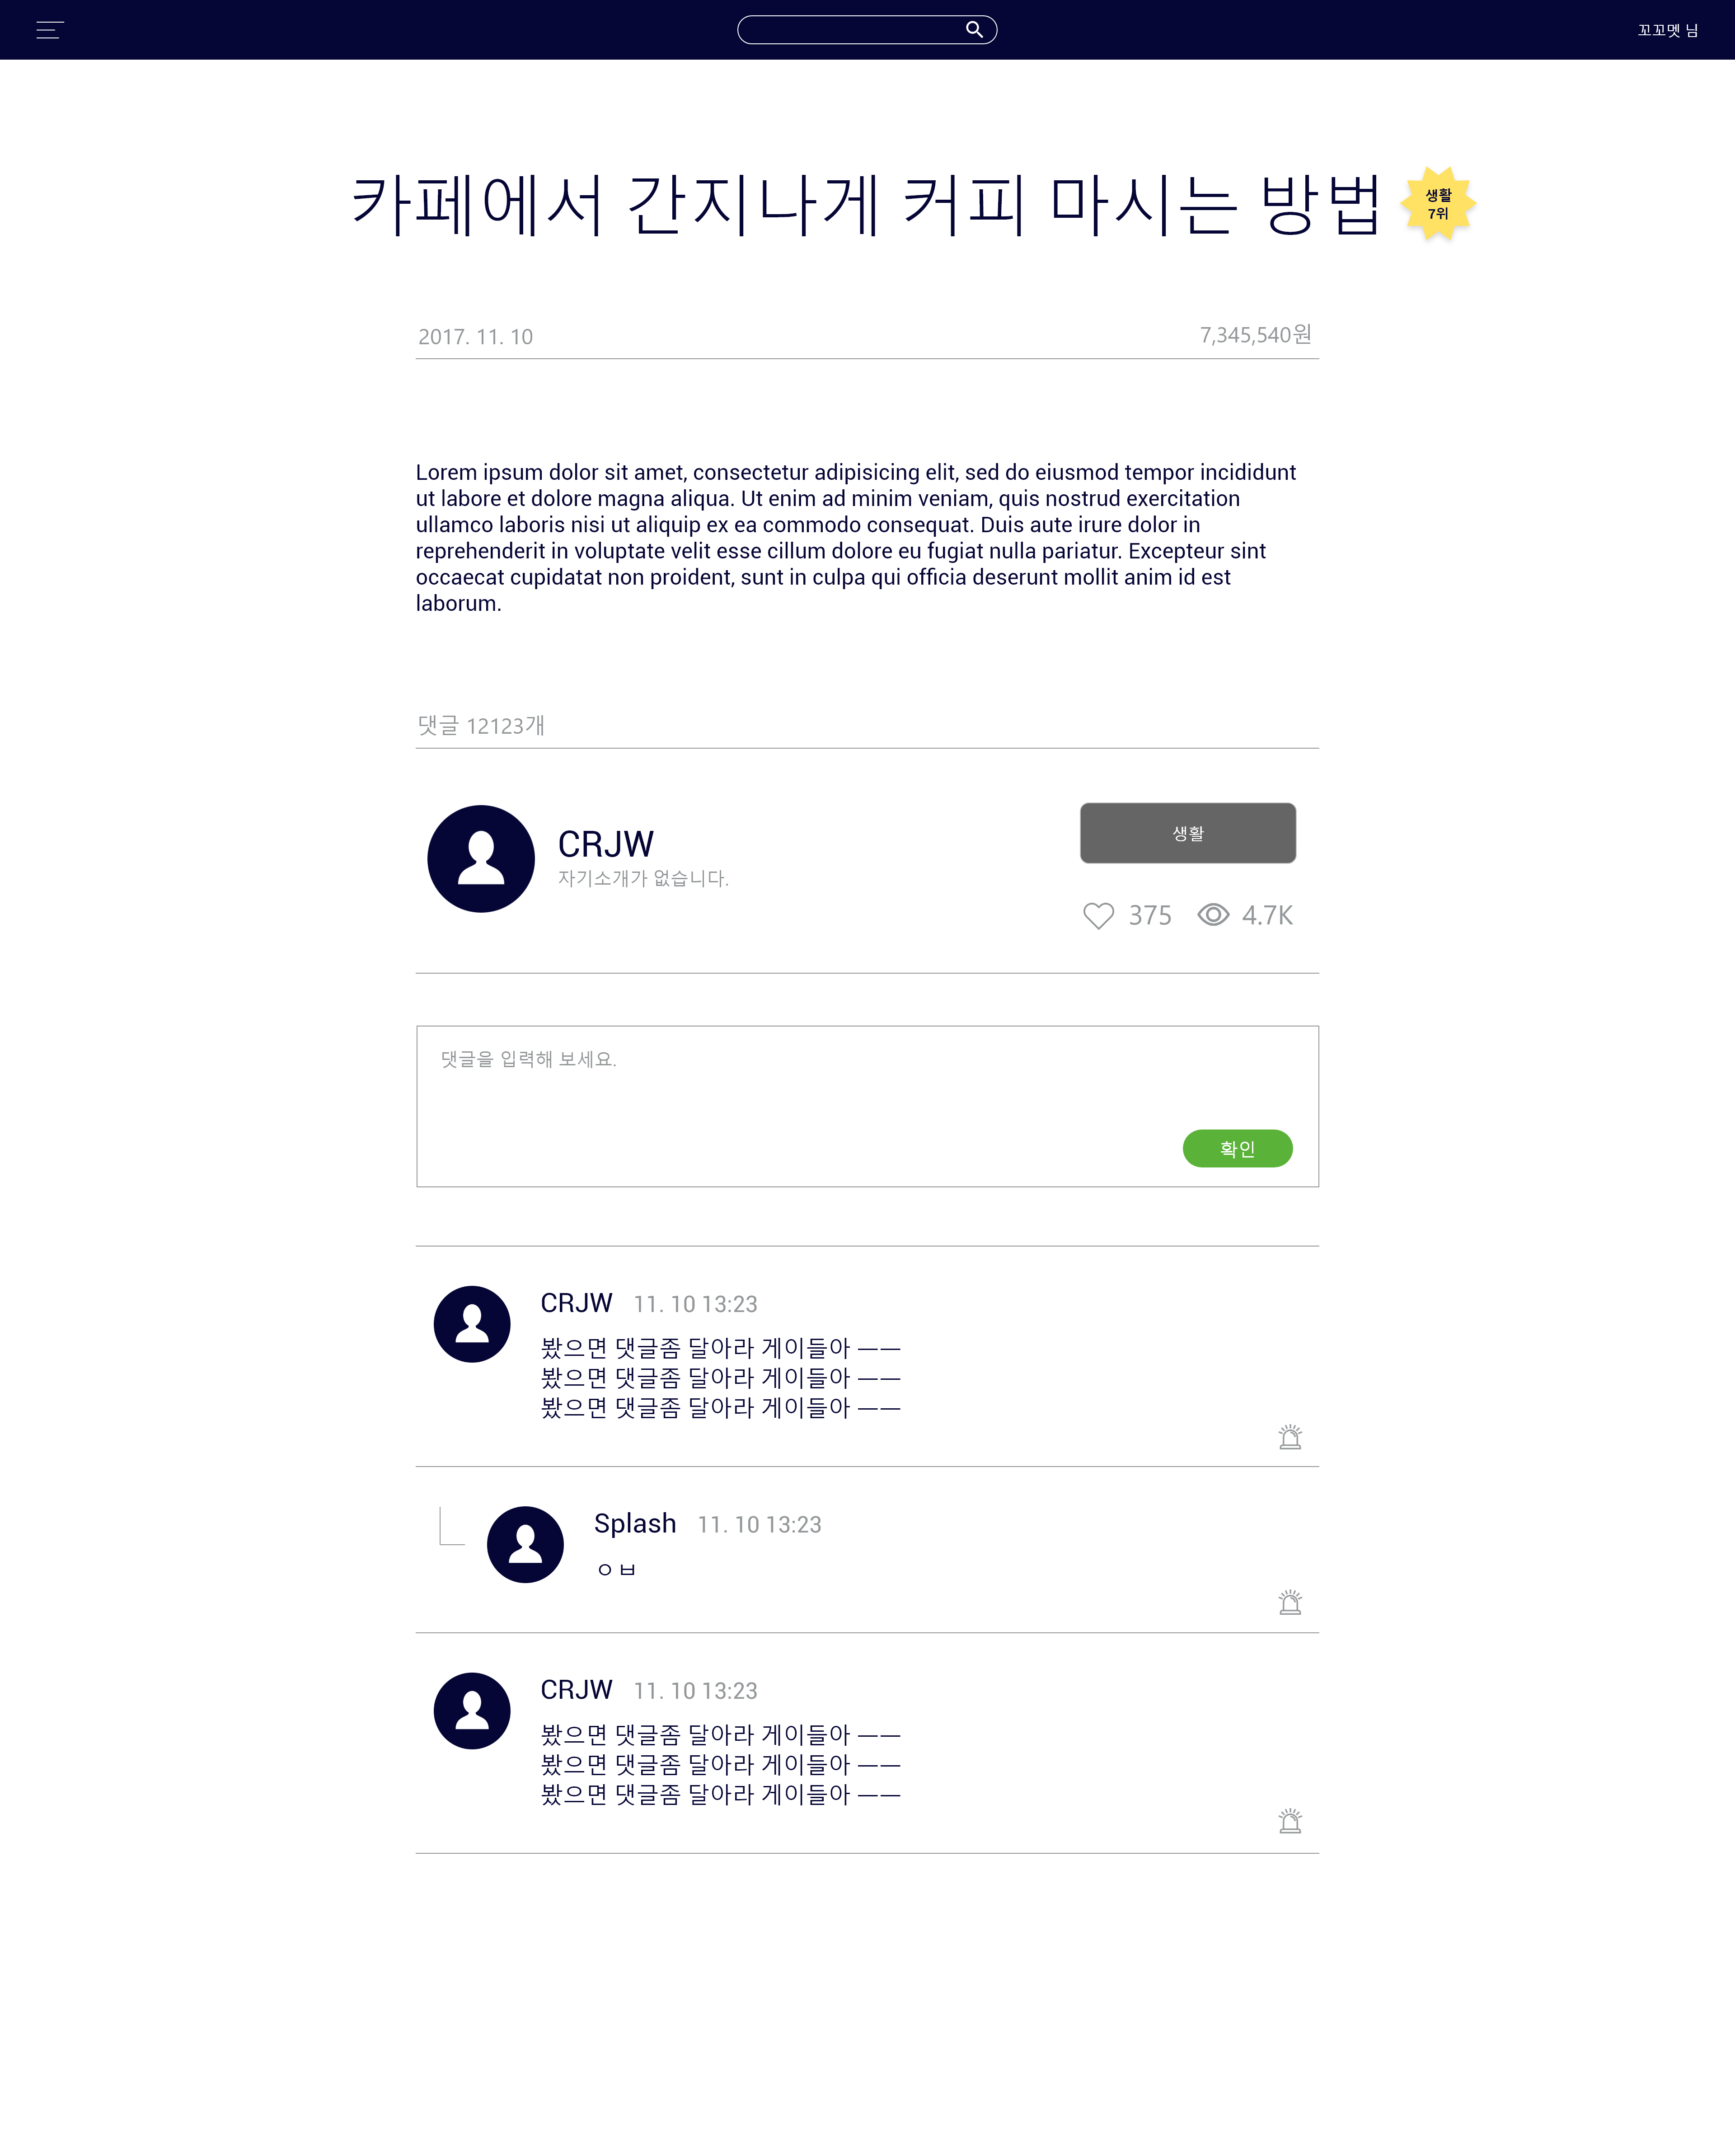 꼬꼬멧 님
카페에서 간지나게 커피 마시는 방법
생활
7위
2017. 11. 10
7,345,540원
Lorem ipsum dolor sit amet, consectetur adipisicing elit, sed do eiusmod tempor incididunt
ut labore et dolore magna aliqua. Ut enim ad minim veniam, quis nostrud exercitation
ullamco laboris nisi ut aliquip ex ea commodo consequat. Duis aute irure dolor in
reprehenderit in voluptate velit esse cillum dolore eu fugiat nulla pariatur. Excepteur sint
occaecat cupidatat non proident, sunt in culpa qui officia deserunt mollit anim id est
laborum.
댓글 12123개
CRJW
자기소개가 없습니다.
생활
375
4.7K
댓글을 입력해 보세요.
확인
CRJW 11. 10 13:23
봤으면 댓글좀 달아라 게이들아 ㅡㅡ
봤으면 댓글좀 달아라 게이들아 ㅡㅡ
봤으면 댓글좀 달아라 게이들아 ㅡㅡ
Splash 11. 10 13:23
ㅇㅂ
CRJW 11. 10 13:23
봤으면 댓글좀 달아라 게이들아 ㅡㅡ
봤으면 댓글좀 달아라 게이들아 ㅡㅡ
봤으면 댓글좀 달아라 게이들아 ㅡㅡ